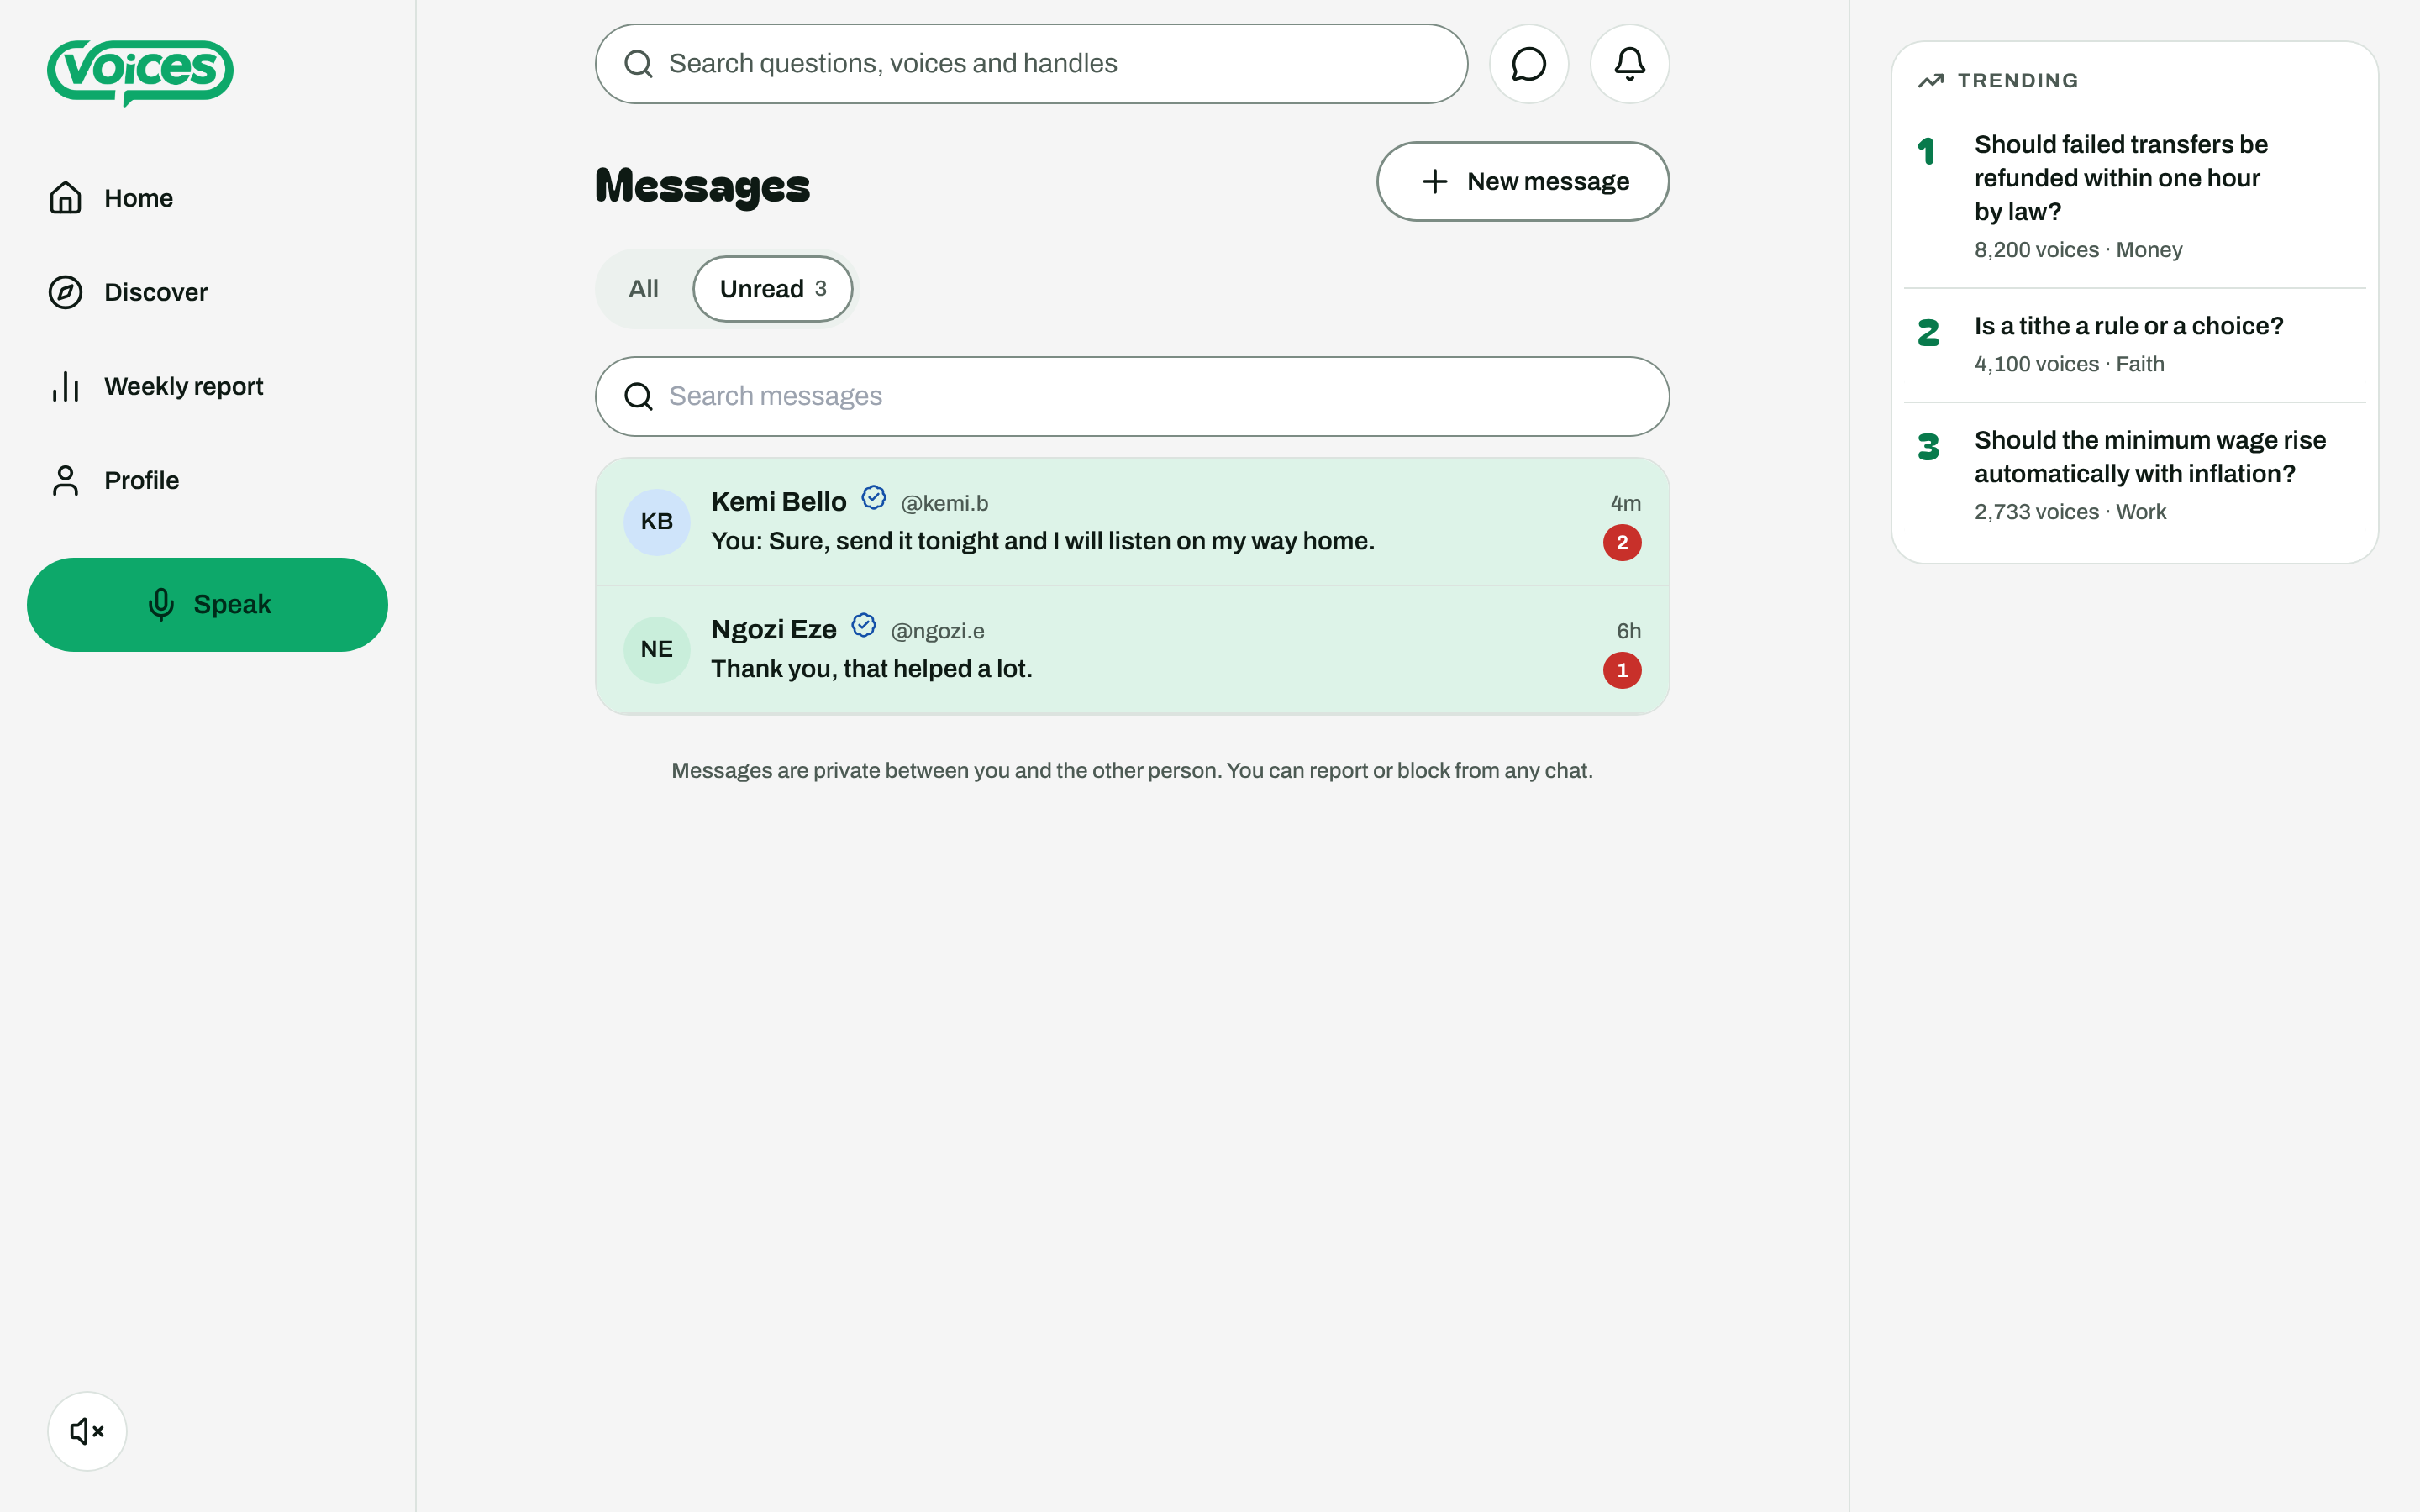 voices
Home
Discover
Weekly report
Profile
Speak
Search questions, voices and handles
Messages
New message
All
Unread 3
Search messages
KB
Kemi Bello @kemi.b 4m
You: Sure, send it tonight and I will listen on my way home. 2
NE
Ngozi Eze @ngozi.e 6h
Thank you, that helped a lot. 1
Messages are private between you and the other person. You can report or block from any chat.
TRENDING
1
Should failed transfers be
refunded within one hour
by law?
8,200 voices · Money
2
Is a tithe a rule or a choice?
4,100 voices · Faith
3
Should the minimum wage rise
automatically with inflation?
2,733 voices · Work